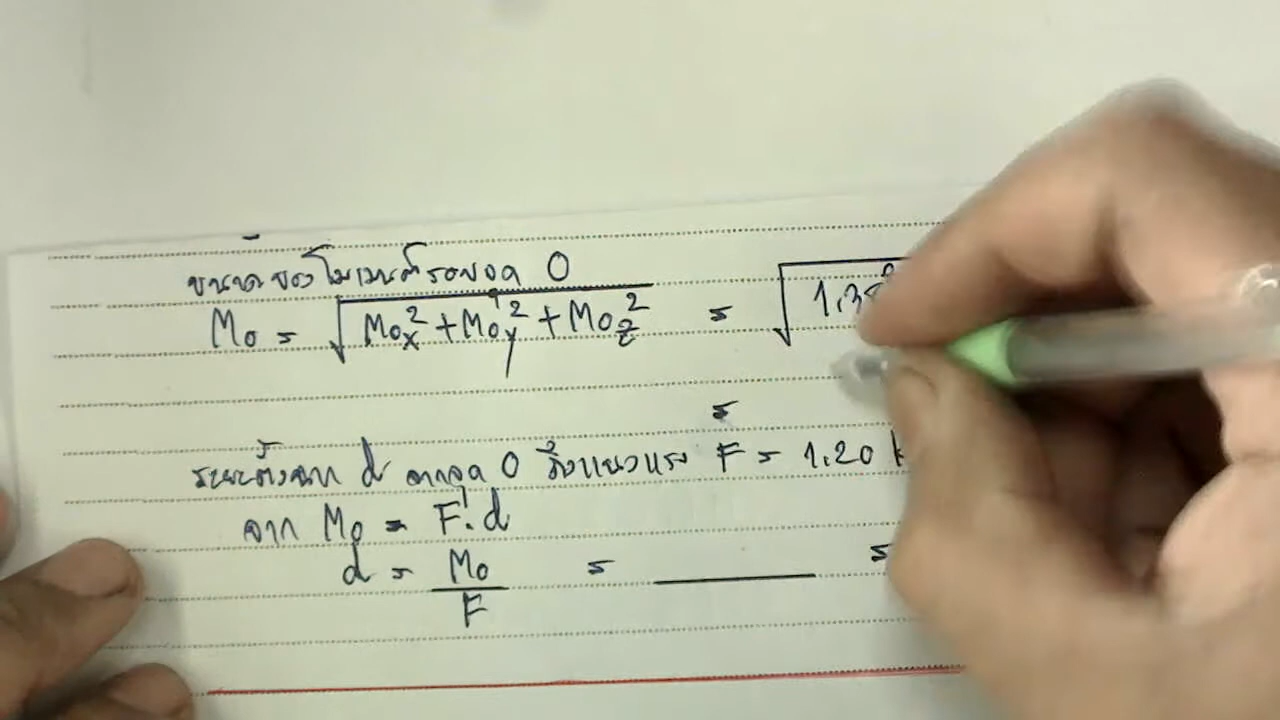 ขนาดของโมเมนต์รอบจุด O
Mo = √(Mox² + Moy² + Moz²) = √1.38
=
ระยะตั้งฉาก d จากจุด O ถึงแนวแรง F = 1.20 k
จาก Mo = F.d
d = Mo/F = ____ =